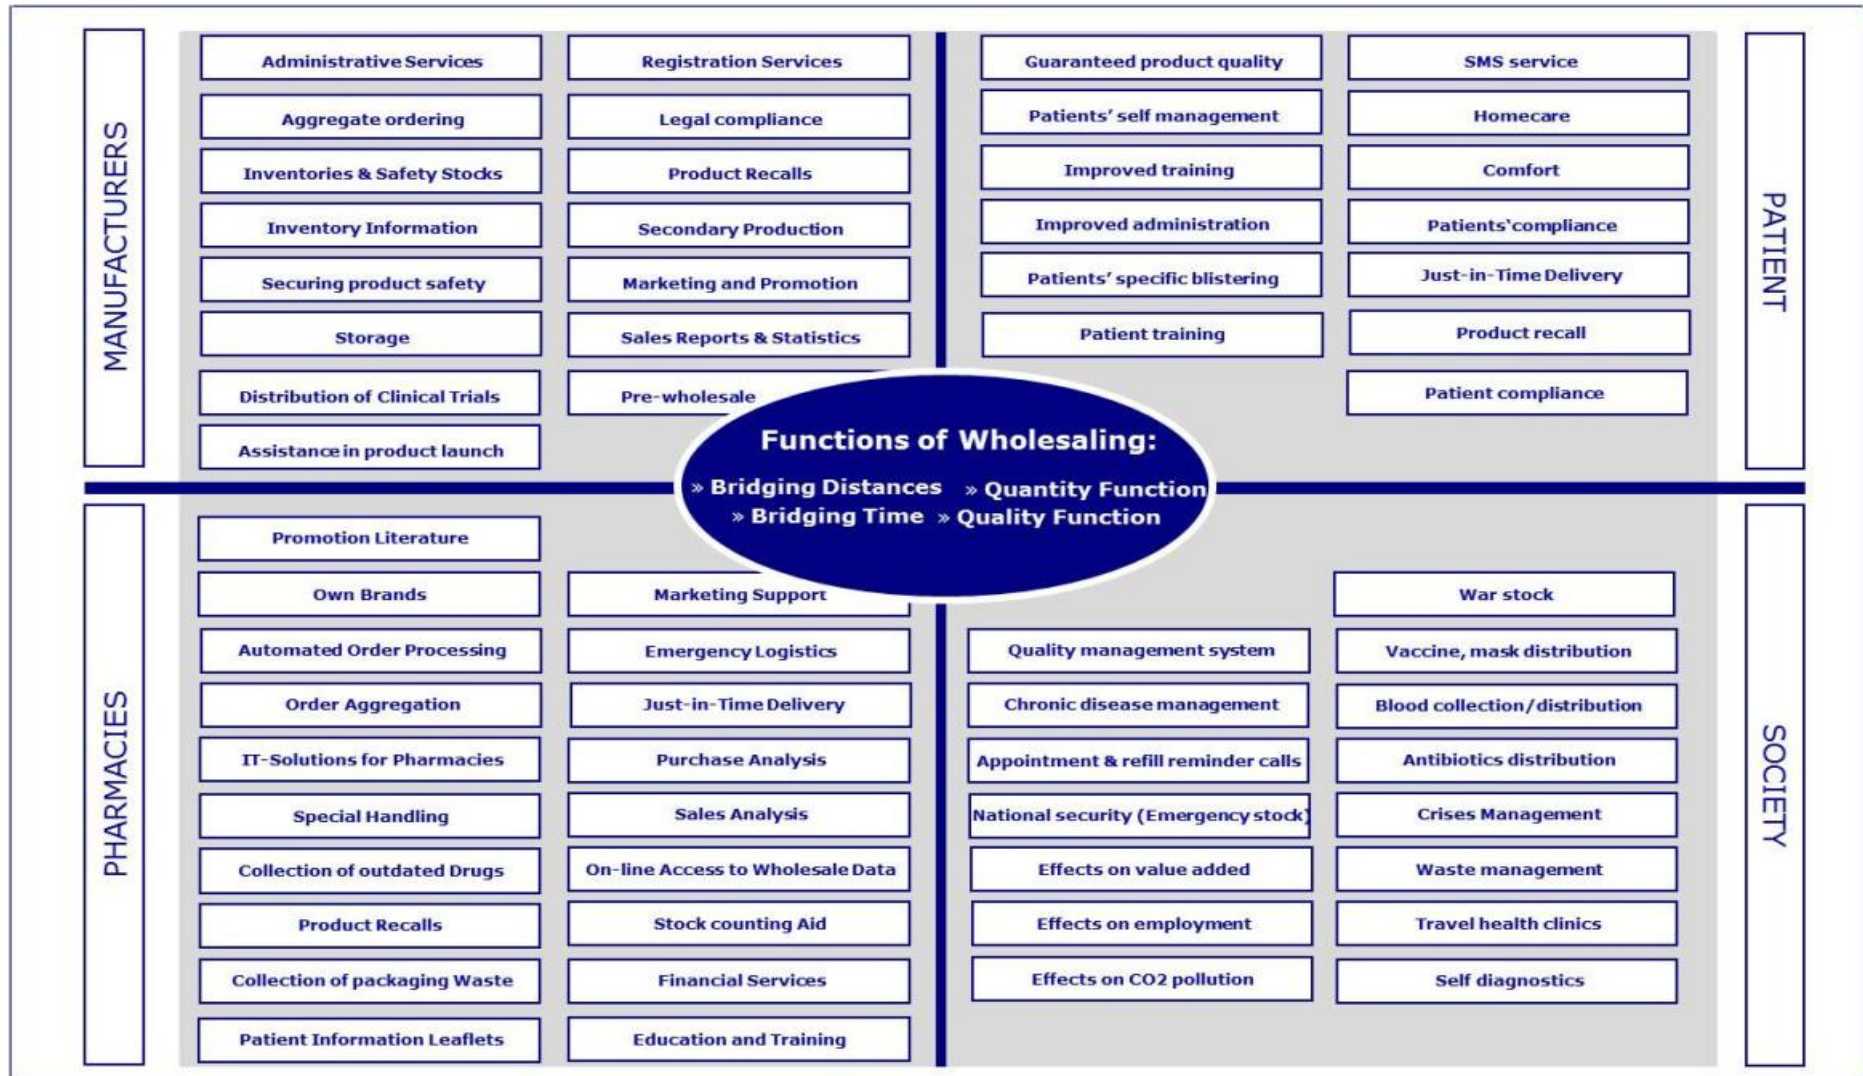 MANUFACTURERS
Administrative Services
Registration Services
Aggregate ordering
Legal compliance
Inventories & Safety Stocks
Product Recalls
Inventory Information
Secondary Production
Securing product safety
Marketing and Promotion
Storage
Sales Reports & Statistics
Distribution of Clinical Trials
Pre-wholesale
Assistance in product launch
PATIENT
Guaranteed product quality
SMS service
Patients' self management
Homecare
Improved training
Comfort
Improved administration
Patients‘compliance
Patients' specific blistering
Just-in-Time Delivery
Patient training
Product recall
Patient compliance
Functions of Wholesaling:
» Bridging Distances » Quantity Function
» Bridging Time » Quality Function
PHARMACIES
Promotion Literature
Own Brands
Marketing Support
Automated Order Processing
Emergency Logistics
Order Aggregation
Just-in-Time Delivery
IT-Solutions for Pharmacies
Purchase Analysis
Special Handling
Sales Analysis
Collection of outdated Drugs
On-line Access to Wholesale Data
Product Recalls
Stock counting Aid
Collection of packaging Waste
Financial Services
Patient Information Leaflets
Education and Training
SOCIETY
War stock
Quality management system
Vaccine, mask distribution
Chronic disease management
Blood collection/distribution
Appointment & refill reminder calls
Antibiotics distribution
National security (Emergency stock)
Crises Management
Effects on value added
Waste management
Effects on employment
Travel health clinics
Effects on CO2 pollution
Self diagnostics